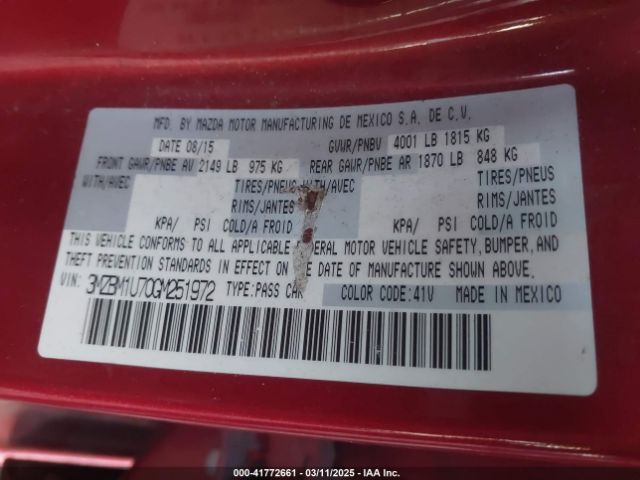 MFD. BY MAZDA MOTOR MANUFACTURING DE MEXICO S.A. DE C.V.
DATE 08/15 GVWR/PNBV 4001 LB 1815 KG
FRONT GAWR/PNBE AV 2149 LB 975 KG REAR GAWR/PNBE AR 1870 LB 848 KG
WITH/AVEC TIRES/PNEUS WITH/AVEC TIRES/PNEUS
RIMS/JANTES RIMS/JANTES
KPA/ PSI COLD/A FROID KPA/ PSI COLD/A FROID
THIS VEHICLE CONFORMS TO ALL APPLICABLE MOTOR VEHICLE SAFETY, BUMPER, AND
THEFT PREVENTION STANDARDS IN EFFECT ON THE DATE OF MANUFACTURE SHOWN ABOVE.
VIN: 3MZBM1U70GM251972 TYPE:PASS CAR COLOR CODE:41V MADE IN MEXICO
000-41772661 - 03/11/2025 - IAA Inc.